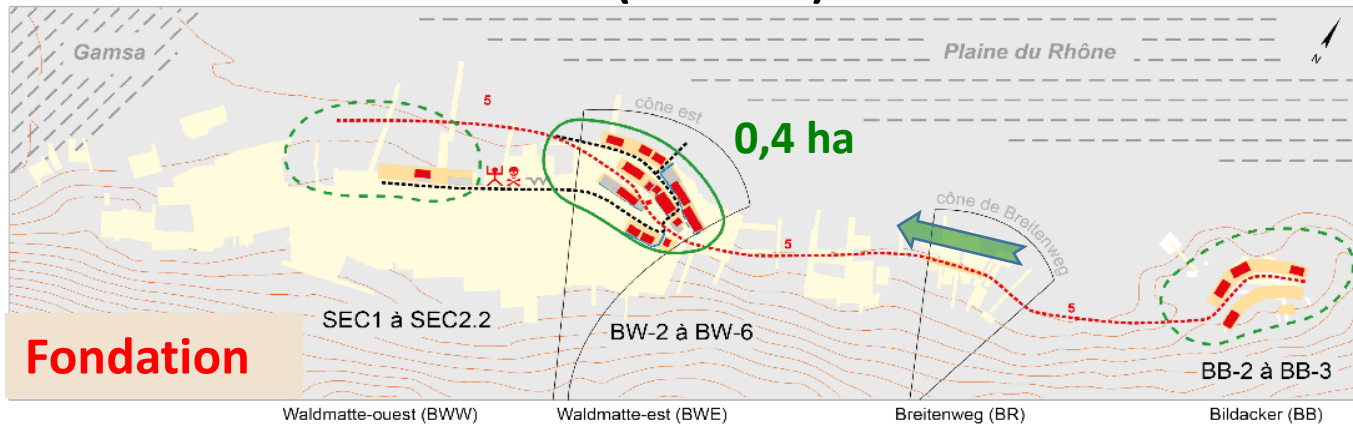 Gamsa
Plaine du Rhône
N
5
cône est
0,4 ha
5
cône de Breitenweg
5
SEC1 à SEC2.2
BW-2 à BW-6
BB-2 à BB-3
Fondation
Waldmatte-ouest (BWW)
Waldmatte-est (BWE)
Breitenweg (BR)
Bildacker (BB)